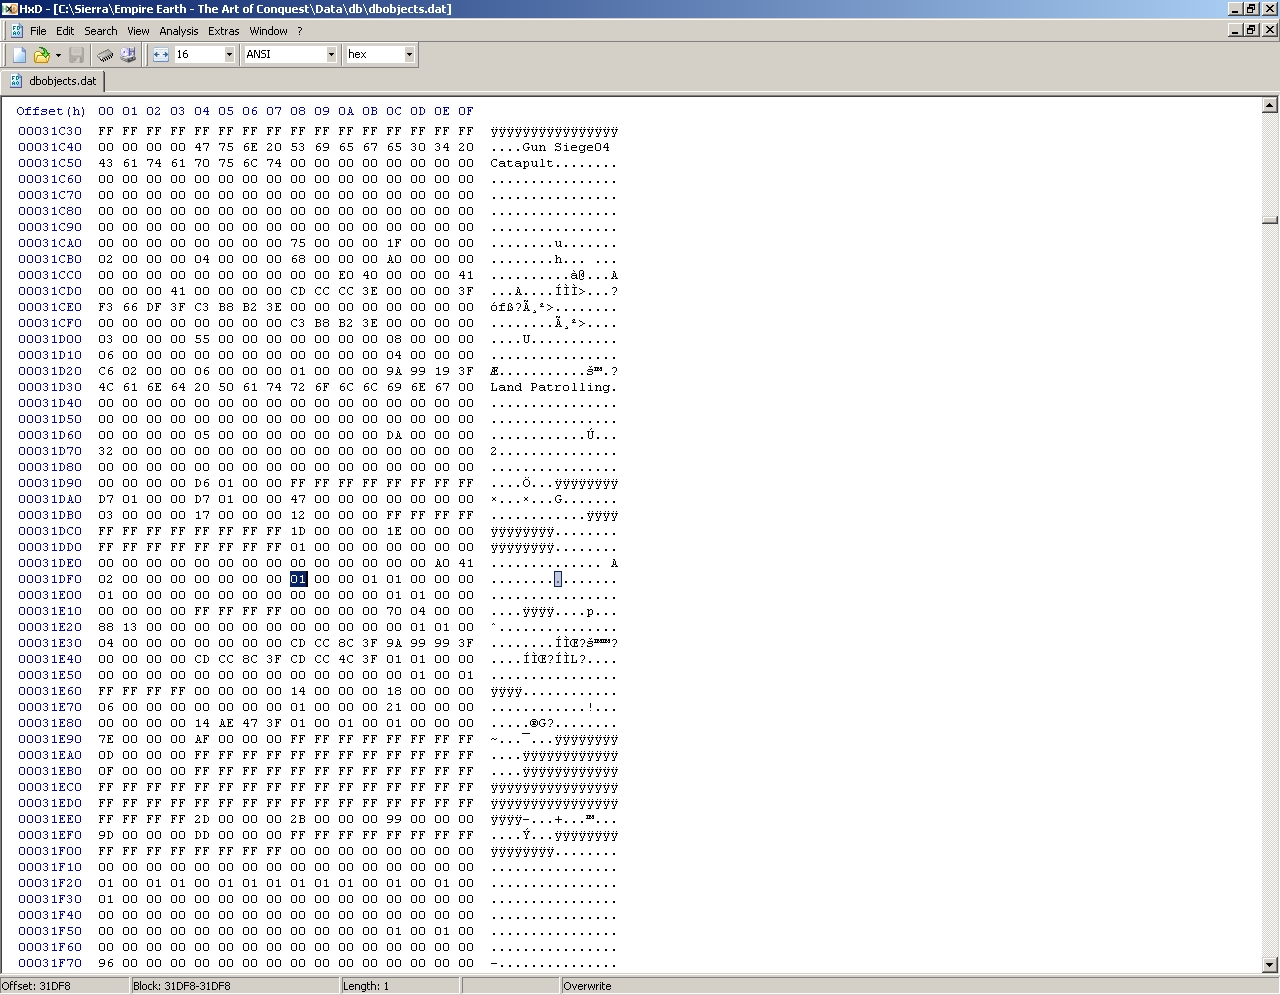 HxD - [C:\Sierra\Empire Earth - The Art of Conquest\Data\db\dbobjects.dat]
File Edit Search View Analysis Extras Window ?
16 ANSI hex
dbobjects.dat
Offset(h) 00 01 02 03 04 05 06 07 08 09 0A 0B 0C 0D 0E 0F
00031C30 FF FF FF FF FF FF FF FF FF FF FF FF FF FF FF FF ÿÿÿÿÿÿÿÿÿÿÿÿÿÿÿÿ
00031C40 00 00 00 00 47 75 6E 20 53 69 65 67 65 30 34 20 ....Gun Siege04
00031C50 43 61 74 61 70 75 6C 74 00 00 00 00 00 00 00 00 Catapult........
00031C60 00 00 00 00 00 00 00 00 00 00 00 00 00 00 00 00 ................
00031C70 00 00 00 00 00 00 00 00 00 00 00 00 00 00 00 00 ................
00031C80 00 00 00 00 00 00 00 00 00 00 00 00 00 00 00 00 ................
00031C90 00 00 00 00 00 00 00 00 00 00 00 00 00 00 00 00 ................
00031CA0 00 00 00 00 00 00 00 00 75 00 00 00 1F 00 00 00 ........u.......
00031CB0 02 00 00 00 04 00 00 00 68 00 00 00 A0 00 00 00 ........h... ...
00031CC0 00 00 00 00 00 00 00 00 00 00 E0 40 00 00 00 41 ..........à@...A
00031CD0 00 00 00 41 00 00 00 00 CD CC CC 3E 00 00 00 3F ...A....ÍÌÌ>...?
00031CE0 F3 66 DF 3F C3 B8 B2 3E 00 00 00 00 00 00 00 00 ófß?Ã¸²>........
00031CF0 00 00 00 00 00 00 00 00 C3 B8 B2 3E 00 00 00 00 ........Ã¸²>....
00031D00 03 00 00 00 55 00 00 00 00 00 00 00 08 00 00 00 ....U...........
00031D10 06 00 00 00 00 00 00 00 00 00 00 00 04 00 00 00 ................
00031D20 C6 02 00 00 06 00 00 00 01 00 00 00 9A 99 19 3F Æ...........š™.?
00031D30 4C 61 6E 64 20 50 61 74 72 6F 6C 6C 69 6E 67 00 Land Patrolling.
00031D40 00 00 00 00 00 00 00 00 00 00 00 00 00 00 00 00 ................
00031D50 00 00 00 00 00 00 00 00 00 00 00 00 00 00 00 00 ................
00031D60 00 00 00 00 05 00 00 00 00 00 00 00 DA 00 00 00 ............Ú...
00031D70 32 00 00 00 00 00 00 00 00 00 00 00 00 00 00 00 2...............
00031D80 00 00 00 00 00 00 00 00 00 00 00 00 00 00 00 00 ................
00031D90 00 00 00 00 D6 01 00 00 FF FF FF FF FF FF FF FF ....Ö...ÿÿÿÿÿÿÿÿ
00031DA0 D7 01 00 00 D7 01 00 00 47 00 00 00 00 00 00 00 ×...×...G.......
00031DB0 03 00 00 00 17 00 00 00 12 00 00 00 FF FF FF FF ............ÿÿÿÿ
00031DC0 FF FF FF FF FF FF FF FF 1D 00 00 00 1E 00 00 00 ÿÿÿÿÿÿÿÿ........
00031DD0 FF FF FF FF FF FF FF FF 01 00 00 00 00 00 00 00 ÿÿÿÿÿÿÿÿ........
00031DE0 00 00 00 00 00 00 00 00 00 00 00 00 00 00 A0 41 .............. A
00031DF0 02 00 00 00 00 00 00 00 01 00 00 01 01 00 00 00 ................
00031E00 01 00 00 00 00 00 00 00 00 00 00 00 01 01 00 00 ................
00031E10 00 00 00 00 FF FF FF FF 00 00 00 00 70 04 00 00 ....ÿÿÿÿ....p...
00031E20 88 13 00 00 00 00 00 00 00 00 00 00 00 01 01 00 ˆ...............
00031E30 04 00 00 00 00 00 00 00 CD CC 8C 3F 9A 99 99 3F ........ÍÌŒ?š™™?
00031E40 00 00 00 00 CD CC 8C 3F CD CC 4C 3F 01 01 00 00 ....ÍÌŒ?ÍÌL?....
00031E50 00 00 00 00 00 00 00 00 00 00 00 00 00 01 00 01 ................
00031E60 FF FF FF FF 00 00 00 00 14 00 00 00 18 00 00 00 ÿÿÿÿ............
00031E70 06 00 00 00 00 00 00 00 01 00 00 00 21 00 00 00 ............!...
00031E80 00 00 00 00 14 AE 47 3F 01 00 01 00 01 00 00 00 .....®G?........
00031E90 7E 00 00 00 AF 00 00 00 FF FF FF FF FF FF FF FF ~...¯...ÿÿÿÿÿÿÿÿ
00031EA0 0D 00 00 00 FF FF FF FF FF FF FF FF FF FF FF FF ....ÿÿÿÿÿÿÿÿÿÿÿÿ
00031EB0 0F 00 00 00 FF FF FF FF FF FF FF FF FF FF FF FF ....ÿÿÿÿÿÿÿÿÿÿÿÿ
00031EC0 FF FF FF FF FF FF FF FF FF FF FF FF FF FF FF FF ÿÿÿÿÿÿÿÿÿÿÿÿÿÿÿÿ
00031ED0 FF FF FF FF FF FF FF FF FF FF FF FF FF FF FF FF ÿÿÿÿÿÿÿÿÿÿÿÿÿÿÿÿ
00031EE0 FF FF FF FF 2D 00 00 00 2B 00 00 00 99 00 00 00 ÿÿÿÿ-...+...™...
00031EF0 9D 00 00 00 DD 00 00 00 FF FF FF FF FF FF FF FF ....Ý...ÿÿÿÿÿÿÿÿ
00031F00 FF FF FF FF FF FF FF FF 00 00 00 00 00 00 00 00 ÿÿÿÿÿÿÿÿ........
00031F10 00 00 00 00 00 00 00 00 00 00 00 00 00 00 00 00 ................
00031F20 01 00 01 01 00 01 01 01 01 01 01 00 01 00 01 00 ................
00031F30 01 00 00 00 00 00 00 00 00 00 00 00 00 00 00 00 ................
00031F40 00 00 00 00 00 00 00 00 00 00 00 00 00 00 00 00 ................
00031F50 00 00 00 00 00 00 00 00 00 00 00 00 01 00 01 00 ................
00031F60 00 00 00 00 00 00 00 00 00 00 00 00 00 00 00 00 ................
00031F70 96 00 00 00 00 00 00 00 00 00 00 00 00 00 00 00 –...............
Offset: 31DF8 Block: 31DF8-31DF8 Length: 1 Overwrite